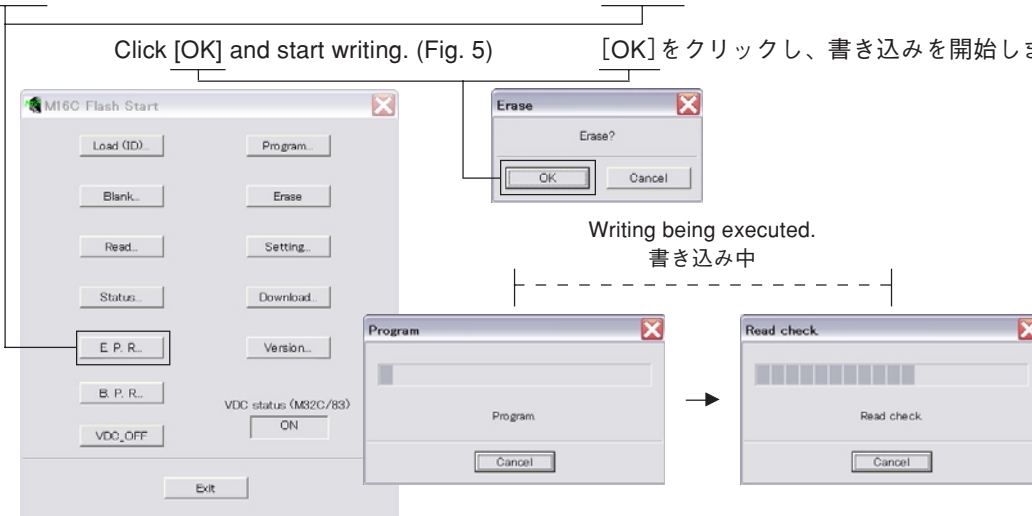 Click [OK] and start writing. (Fig. 5)
[OK]をクリックし、書き込みを開始しま
M16C Flash Start
Load (ID)...
Program...
Blank...
Erase
Read...
Setting...
Status...
Download...
E. P. R...
Version...
B. P. R...
VDC status (M32C/83)
ON
VDC_OFF
Exit
Erase
Erase?
OK
Cancel
Writing being executed.
書き込み中
Program
Program.
Cancel
Read check.
Read check.
Cancel